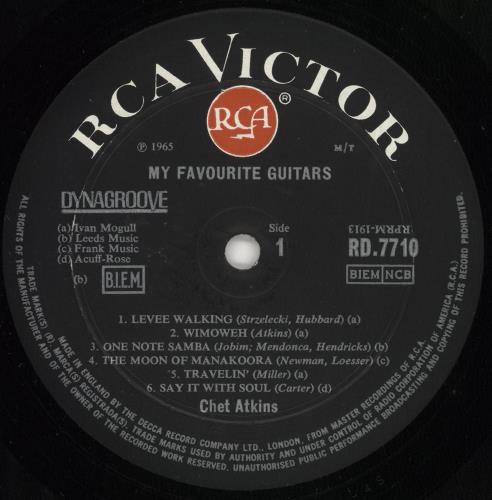 RCA VICTOR
RCA
®
℗ 1965
M/T
MY FAVOURITE GUITARS
DYNAGROOVE
(a) Ivan Mogull
(b) Leeds Music
(c) Frank Music
(d) Acuff-Rose
(b) B.I.E.M.
Side
1
RPRM-1913
RD.7710
BIEM NCB
1. LEVEE WALKING (Strzelecki, Hubbard) (a)
2. WIMOWEH (Atkins) (a)
3. ONE NOTE SAMBA (Jobim; Mendonca, Hendricks) (b)
4. THE MOON OF MANAKOORA (Newman, Loesser) (c)
5. TRAVELIN' (Miller) (a)
6. SAY IT WITH SOUL (Carter) (d)
Chet Atkins
ALL RIGHTS OF THE MANUFACTURER AND OF THE OWNER OF THE RECORDED WORK RESERVED. UNAUTHORISED PUBLIC PERFORMANCE BROADCASTING AND COPYING OF THIS RECORD PROHIBITED.
TRADE MARK(S) (R) MARCA(S) REGISTRADA(S). TRADE MARKS USED BY AUTHORITY AND UNDER CONTROL OF RADIO CORPORATION OF AMERICA (R.C.A.)
MADE IN ENGLAND BY THE DECCA RECORD COMPANY LTD., LONDON, FROM MASTER RECORDINGS OF R.C.A.